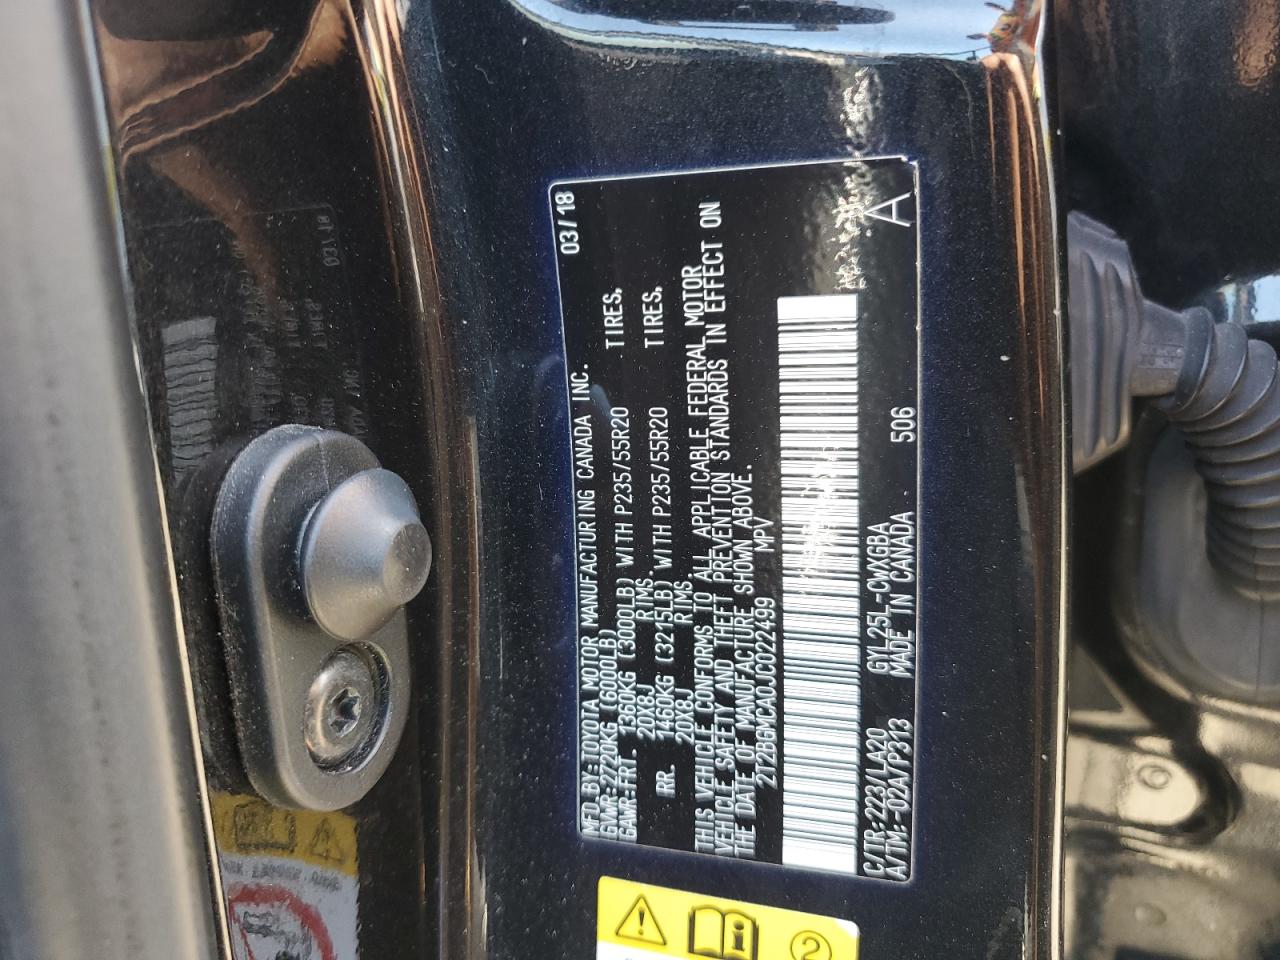 MFD.BY: TOYOTA MOTOR MANUFACTURING CANADA INC. 03/18
GVWR:2720KG (6000LB)
GAWR:FRT. 1360KG (3000LB) WITH P235/55R20 TIRES,
20X8J RIMS.
RR. 1460KG (3215LB) WITH P235/55R20 TIRES,
20X8J RIMS.
THIS VEHICLE CONFORMS TO ALL APPLICABLE FEDERAL MOTOR
VEHICLE SAFETY AND THEFT PREVENTION STANDARDS IN EFFECT ON
THE DATE OF MANUFACTURE SHOWN ABOVE.
2T2BGMCA0JC022499 MPV
C/TR:223/LA20 GYL25L-CWXGBA A
A/TM:-02A/P313 MADE IN CANADA 506
2